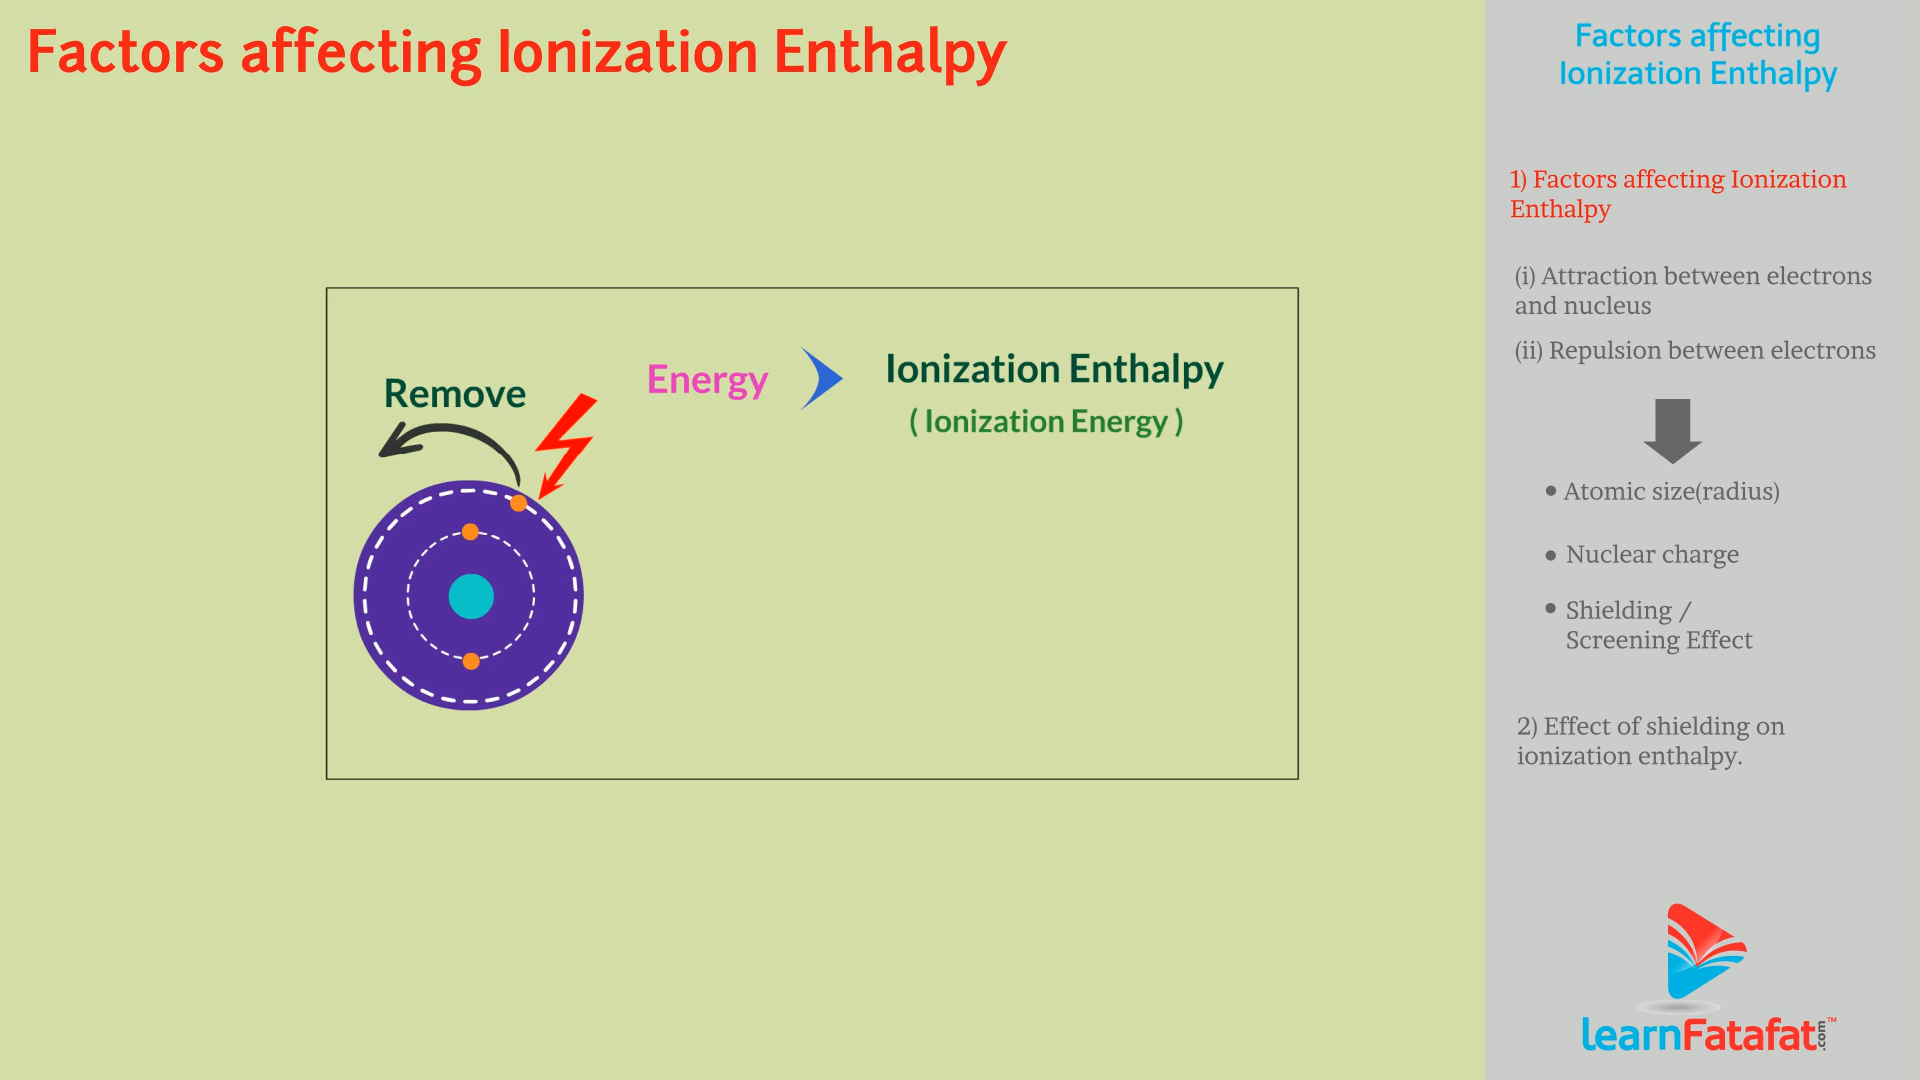 Factors affecting Ionization Enthalpy
Remove
Energy
Ionization Enthalpy
( Ionization Energy )
Factors affecting
Ionization Enthalpy
1) Factors affecting Ionization
Enthalpy
(i) Attraction between electrons
and nucleus
(ii) Repulsion between electrons
• Atomic size(radius)
• Nuclear charge
• Shielding /
Screening Effect
2) Effect of shielding on
ionization enthalpy.
learnFatafat.com™